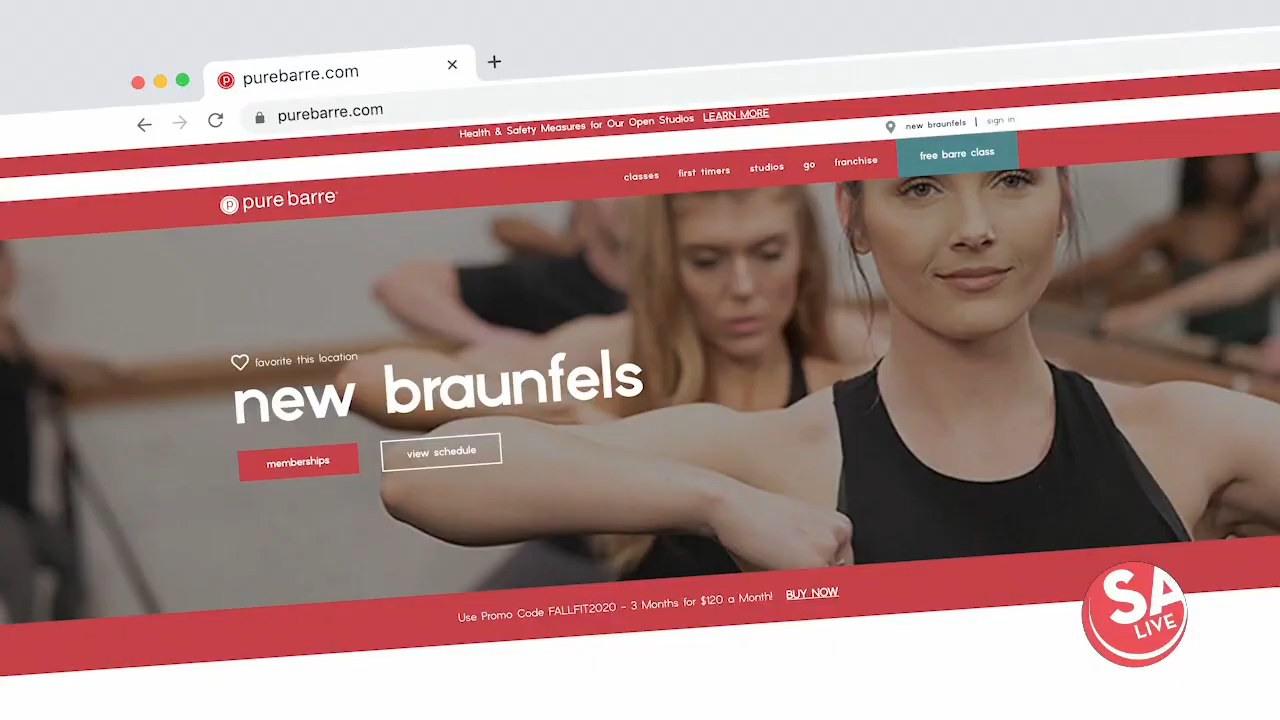 purebarre.com
purebarre.com
Health & Safety Measures for Our Open Studios LEARN MORE
new braunfels | sign in
pure barre
classes first timers studios go franchise free barre class
favorite this location
new braunfels
memberships view schedule
Use Promo Code FALLFIT2020 - 3 Months for $120 a Month! BUY NOW
SA
LIVE